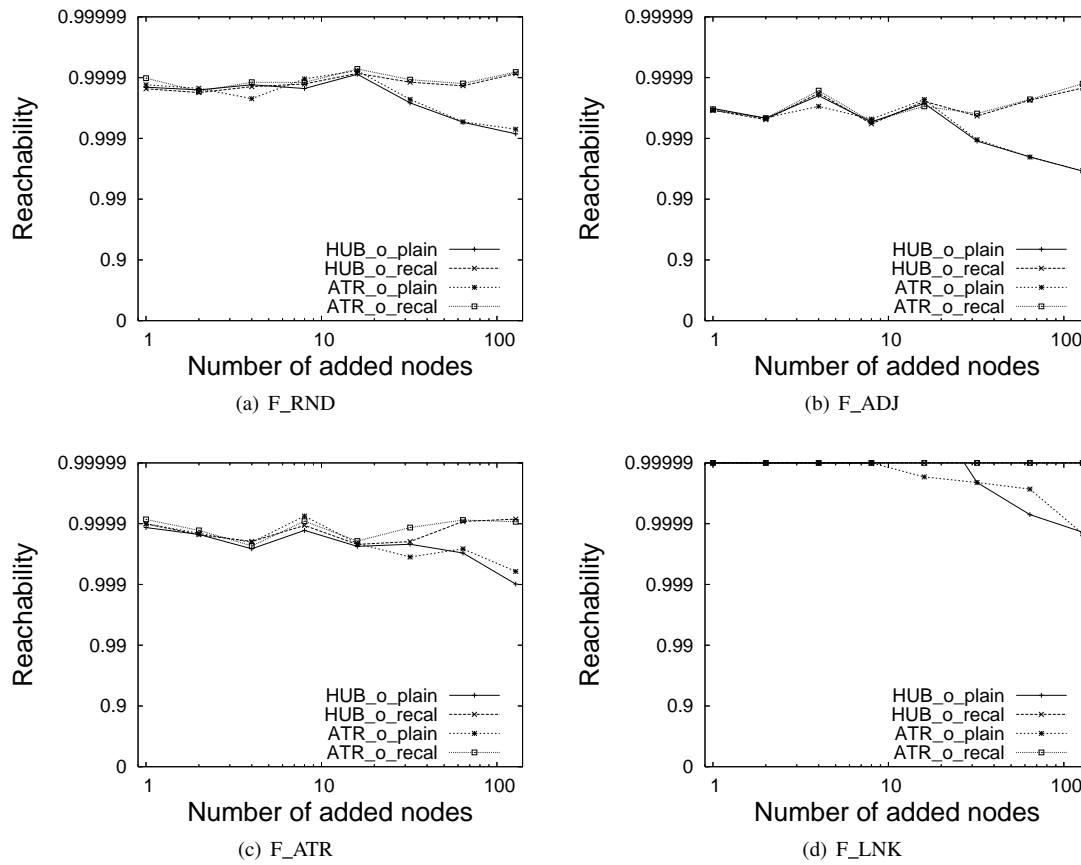 0.99999
0.9999
0.999
0.99
0.9
0
Reachability
HUB_o_plain
HUB_o_recal
ATR_o_plain
ATR_o_recal
1 10 100
Number of added nodes
(a) F_RND
0.99999
0.9999
0.999
0.99
0.9
0
Reachability
HUB_o_plain
HUB_o_recal
ATR_o_plain
ATR_o_recal
1 10 100
Number of added nodes
(b) F_ADJ
0.99999
0.9999
0.999
0.99
0.9
0
Reachability
HUB_o_plain
HUB_o_recal
ATR_o_plain
ATR_o_recal
1 10 100
Number of added nodes
(c) F_ATR
0.99999
0.9999
0.999
0.99
0.9
0
Reachability
HUB_o_plain
HUB_o_recal
ATR_o_plain
ATR_o_recal
1 10 100
Number of added nodes
(d) F_LNK